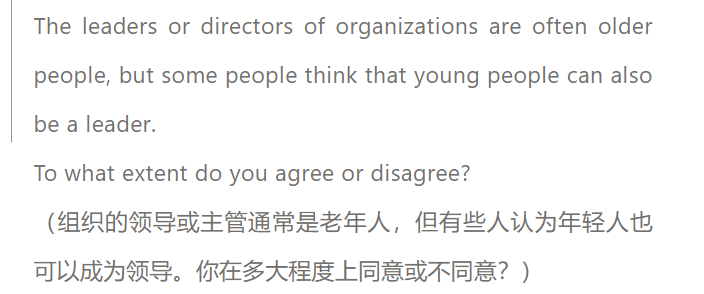 The leaders or directors of organizations are often older
people, but some people think that young people can also
be a leader.
To what extent do you agree or disagree?
（组织的领导或主管通常是老年人，但有些人认为年轻人也
可以成为领导。你在多大程度上同意或不同意？）